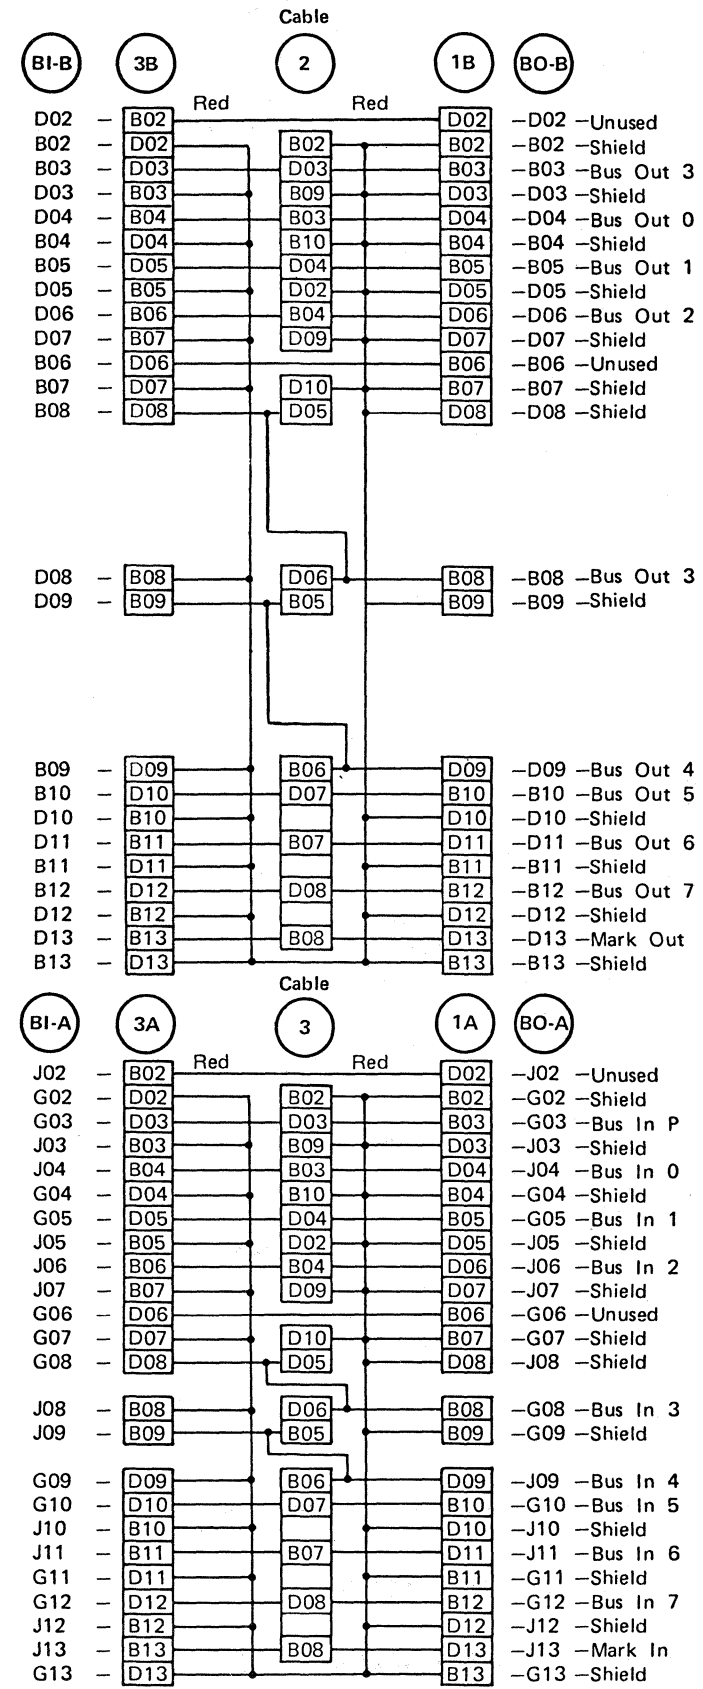 Cable
BI-B 3B 2 1B BO-B
Red Red
D02 – B02 D02 –D02 –Unused
B02 – D02 B02 B02 –B02 –Shield
B03 – D03 D03 B03 –B03 –Bus Out 3
D03 – B03 B09 D03 –D03 –Shield
D04 – B04 B03 D04 –D04 –Bus Out 0
B04 – D04 B10 B04 –B04 –Shield
B05 – D05 D04 B05 –B05 –Bus Out 1
D05 – B05 D02 D05 –D05 –Shield
D06 – B06 B04 D06 –D06 –Bus Out 2
D07 – B07 D09 D07 –D07 –Shield
B06 – D06 B06 –B06 –Unused
B07 – D07 D10 B07 –B07 –Shield
B08 – D08 D05 D08 –D08 –Shield
D08 – B08 D06 B08 –B08 –Bus Out 3
D09 – B09 B05 B09 –B09 –Shield
B09 – D09 B06 D09 –D09 –Bus Out 4
B10 – D10 D07 B10 –B10 –Bus Out 5
D10 – B10 D10 –D10 –Shield
D11 – B11 B07 D11 –D11 –Bus Out 6
B11 – D11 B11 –B11 –Shield
B12 – D12 D08 B12 –B12 –Bus Out 7
D12 – B12 D12 –D12 –Shield
D13 – B13 B08 D13 –D13 –Mark Out
B13 – D13 B13 –B13 –Shield
Cable
BI-A 3A 3 1A BO-A
Red Red
J02 – B02 D02 –J02 –Unused
G02 – D02 B02 B02 –G02 –Shield
G03 – D03 D03 B03 –G03 –Bus In P
J03 – B03 B09 D03 –J03 –Shield
J04 – B04 B03 D04 –J04 –Bus In 0
G04 – D04 B10 B04 –G04 –Shield
G05 – D05 D04 B05 –G05 –Bus In 1
J05 – B05 D02 D05 –J05 –Shield
J06 – B06 B04 D06 –J06 –Bus In 2
J07 – B07 D09 D07 –J07 –Shield
G06 – D06 B06 –G06 –Unused
G07 – D07 D10 B07 –G07 –Shield
G08 – D08 D05 D08 –J08 –Shield
J08 – B08 D06 B08 –G08 –Bus In 3
J09 – B09 B05 B09 –G09 –Shield
G09 – D09 B06 D09 –J09 –Bus In 4
G10 – D10 D07 B10 –G10 –Bus In 5
J10 – B10 D10 –J10 –Shield
J11 – B11 B07 D11 –J11 –Bus In 6
G11 – D11 B11 –G11 –Shield
G12 – D12 D08 B12 –G12 –Bus In 7
J12 – B12 D12 –J12 –Shield
J13 – B13 B08 D13 –J13 –Mark In
G13 – D13 B13 –G13 –Shield